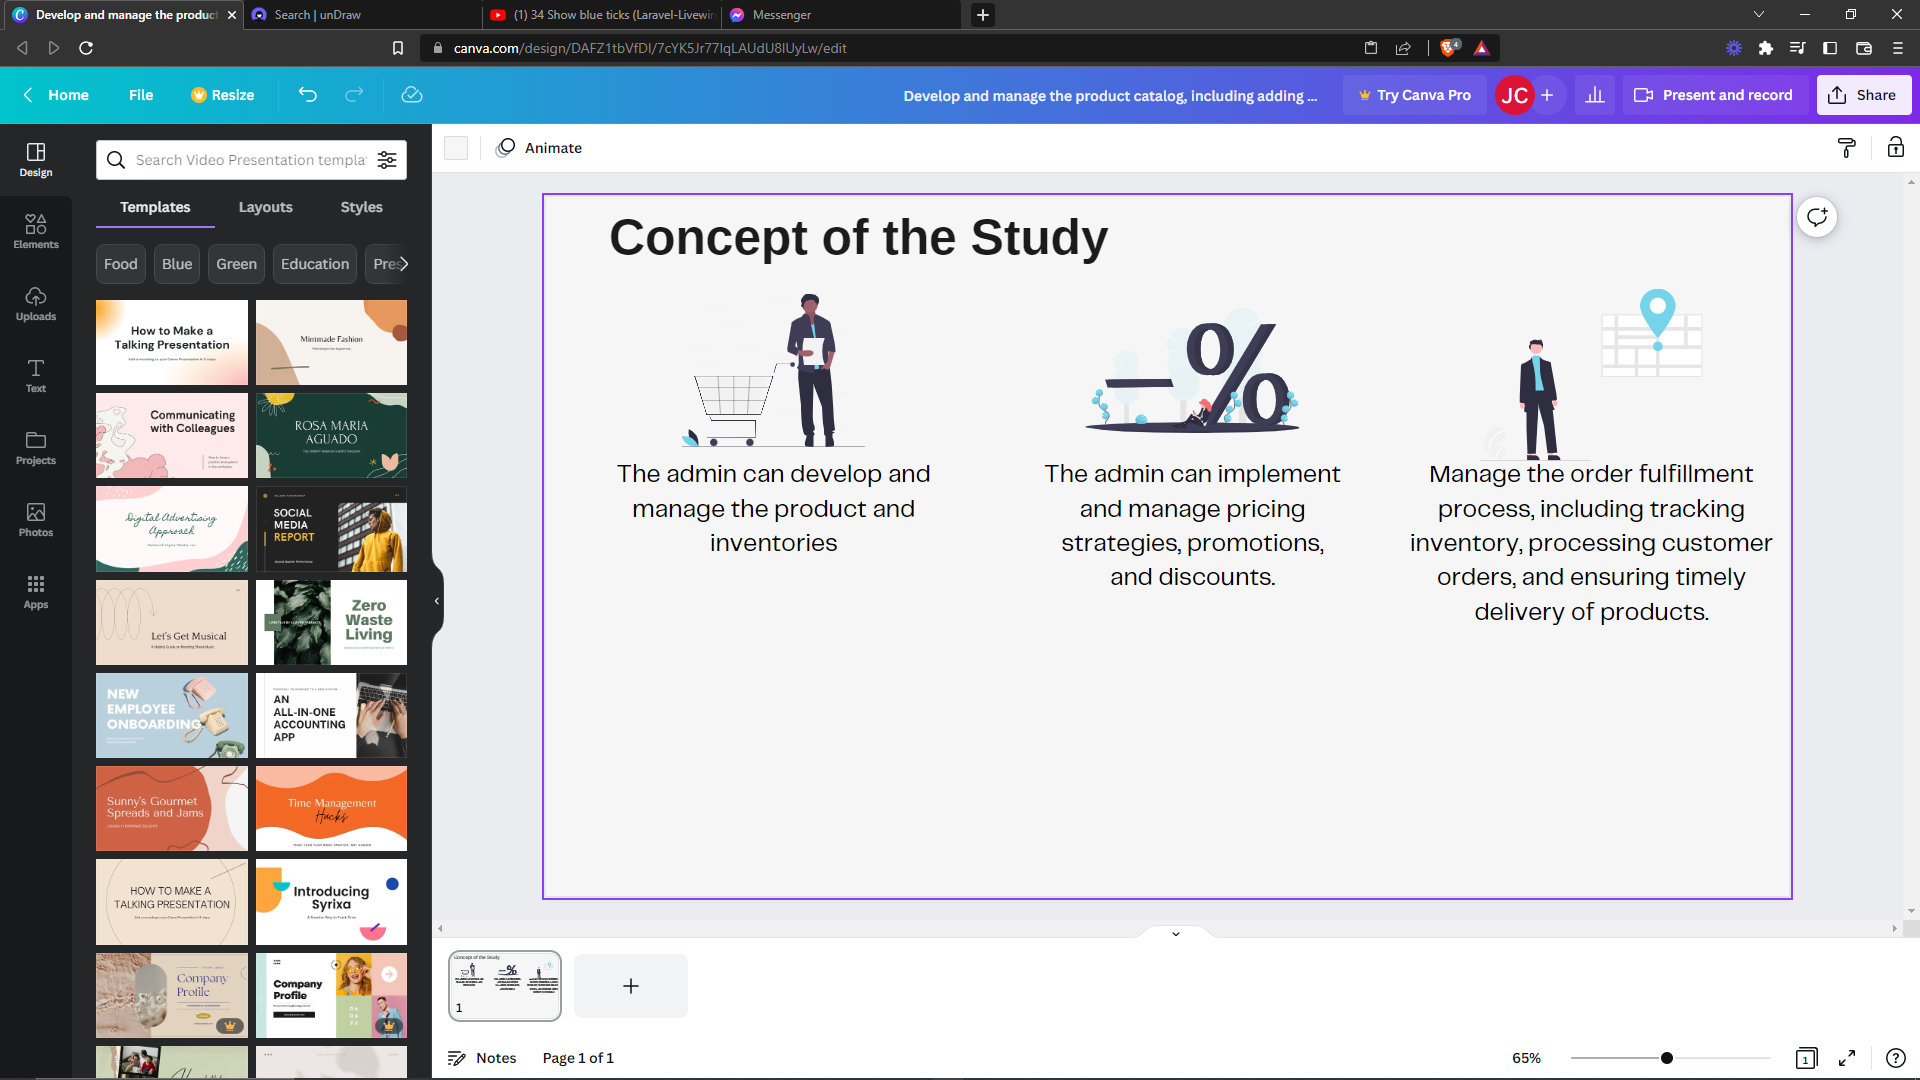 Develop and manage the product
Search | unDraw
(1) 34 Show blue ticks (Laravel-Livewir
Messenger
canva.com/design/DAFZ1tbVfDI/7cYK5Jr77IqLAUdU8IUyLw/edit
4
Home
File
Resize
Develop and manage the product catalog, including adding ...
Try Canva Pro
JC
Present and record
Share
Design
Elements
Uploads
Text
Projects
Photos
Apps
Search Video Presentation templa
Templates
Layouts
Styles
Food
Blue
Green
Education
Pres
How to Make a
Talking Presentation
Mintmade Fashion
Communicating
with Colleagues
ROSA MARIA
AGUADO
Digital Advertising
Approach
SOCIAL
MEDIA
REPORT
Let's Get Musical
Zero
Waste
Living
NEW
EMPLOYEE
ONBOARDING
AN
ALL-IN-ONE
ACCOUNTING
APP
Sunny's Gourmet
Spreads and Jams
Time Management
Hacks
HOW TO MAKE A
TALKING PRESENTATION
Introducing
Syrixa
Company
Profile
Company
Profile
Animate
Concept of the Study
The admin can develop and
manage the product and
inventories
The admin can implement
and manage pricing
strategies, promotions,
and discounts.
Manage the order fulfillment
process, including tracking
inventory, processing customer
orders, and ensuring timely
delivery of products.
Concept of the Study
1
Notes
Page 1 of 1
65%
1